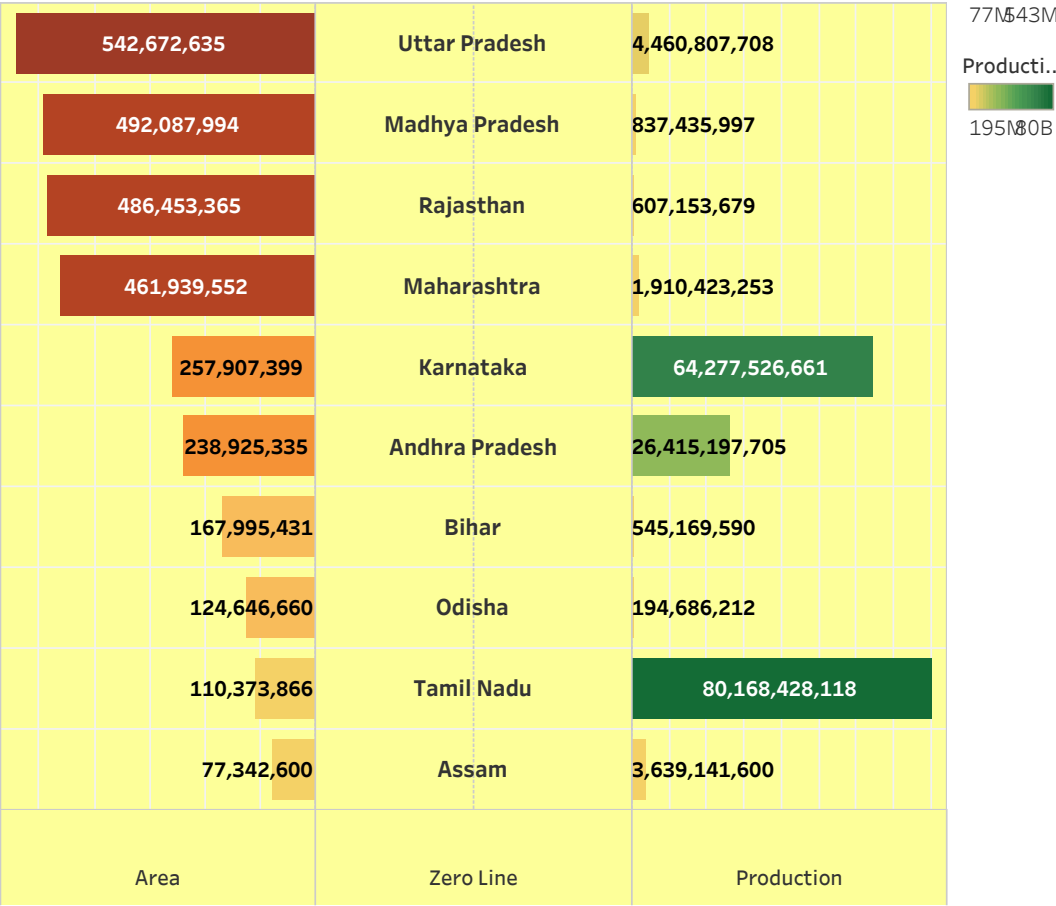 542,672,635 Uttar Pradesh 4,460,807,708
492,087,994 Madhya Pradesh 837,435,997
486,453,365 Rajasthan 607,153,679
461,939,552 Maharashtra 1,910,423,253
257,907,399 Karnataka 64,277,526,661
238,925,335 Andhra Pradesh 26,415,197,705
167,995,431 Bihar 545,169,590
124,646,660 Odisha 194,686,212
110,373,866 Tamil Nadu 80,168,428,118
77,342,600 Assam 3,639,141,600
Area Zero Line Production
77M 543M
Producti..
195M 80B